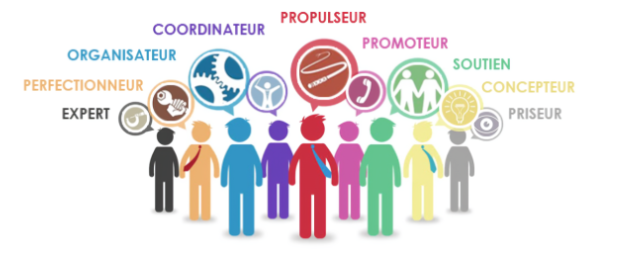 PROPULSEUR
COORDINATEUR
PROMOTEUR
ORGANISATEUR
SOUTIEN
PERFECTIONNEUR
CONCEPTEUR
EXPERT
PRISEUR